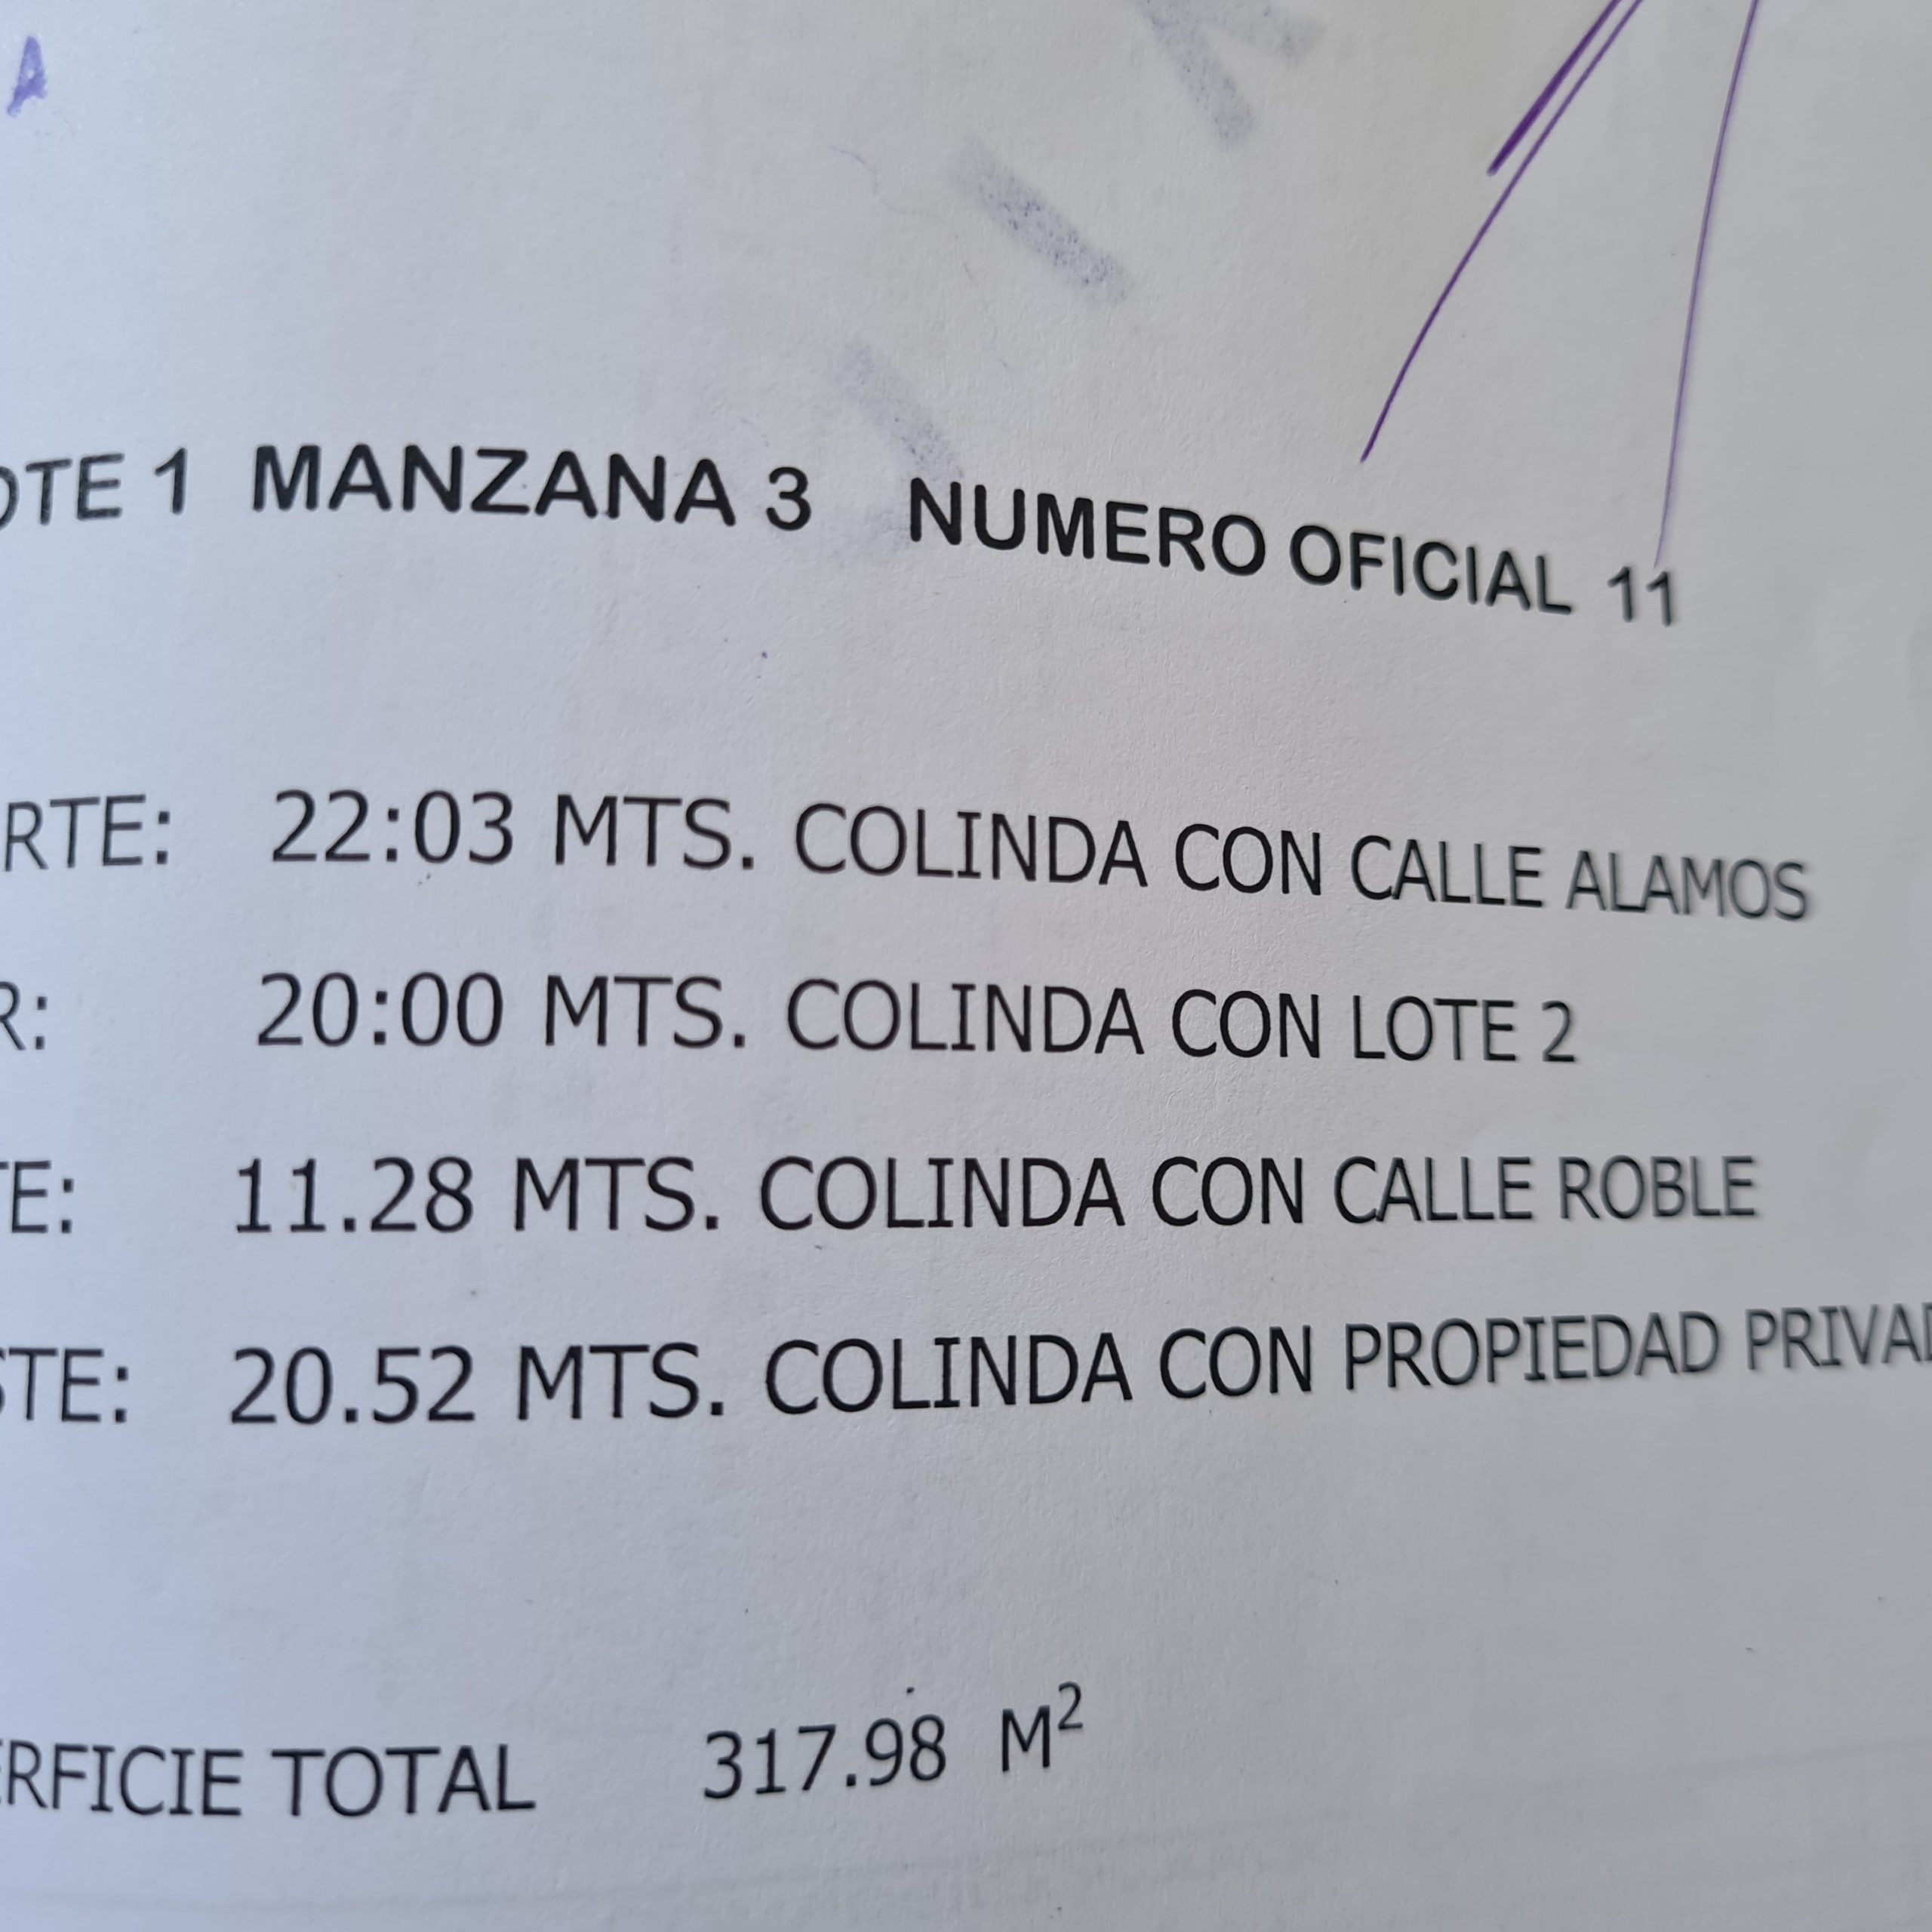 A
OTE 1 MANZANA 3 NUMERO OFICIAL 11
RTE: 22:03 MTS. COLINDA CON CALLE ALAMOS
R: 20:00 MTS. COLINDA CON LOTE 2
TE: 11.28 MTS. COLINDA CON CALLE ROBLE
STE: 20.52 MTS. COLINDA CON PROPIEDAD PRIVAD
ERFICIE TOTAL 317.98 M²